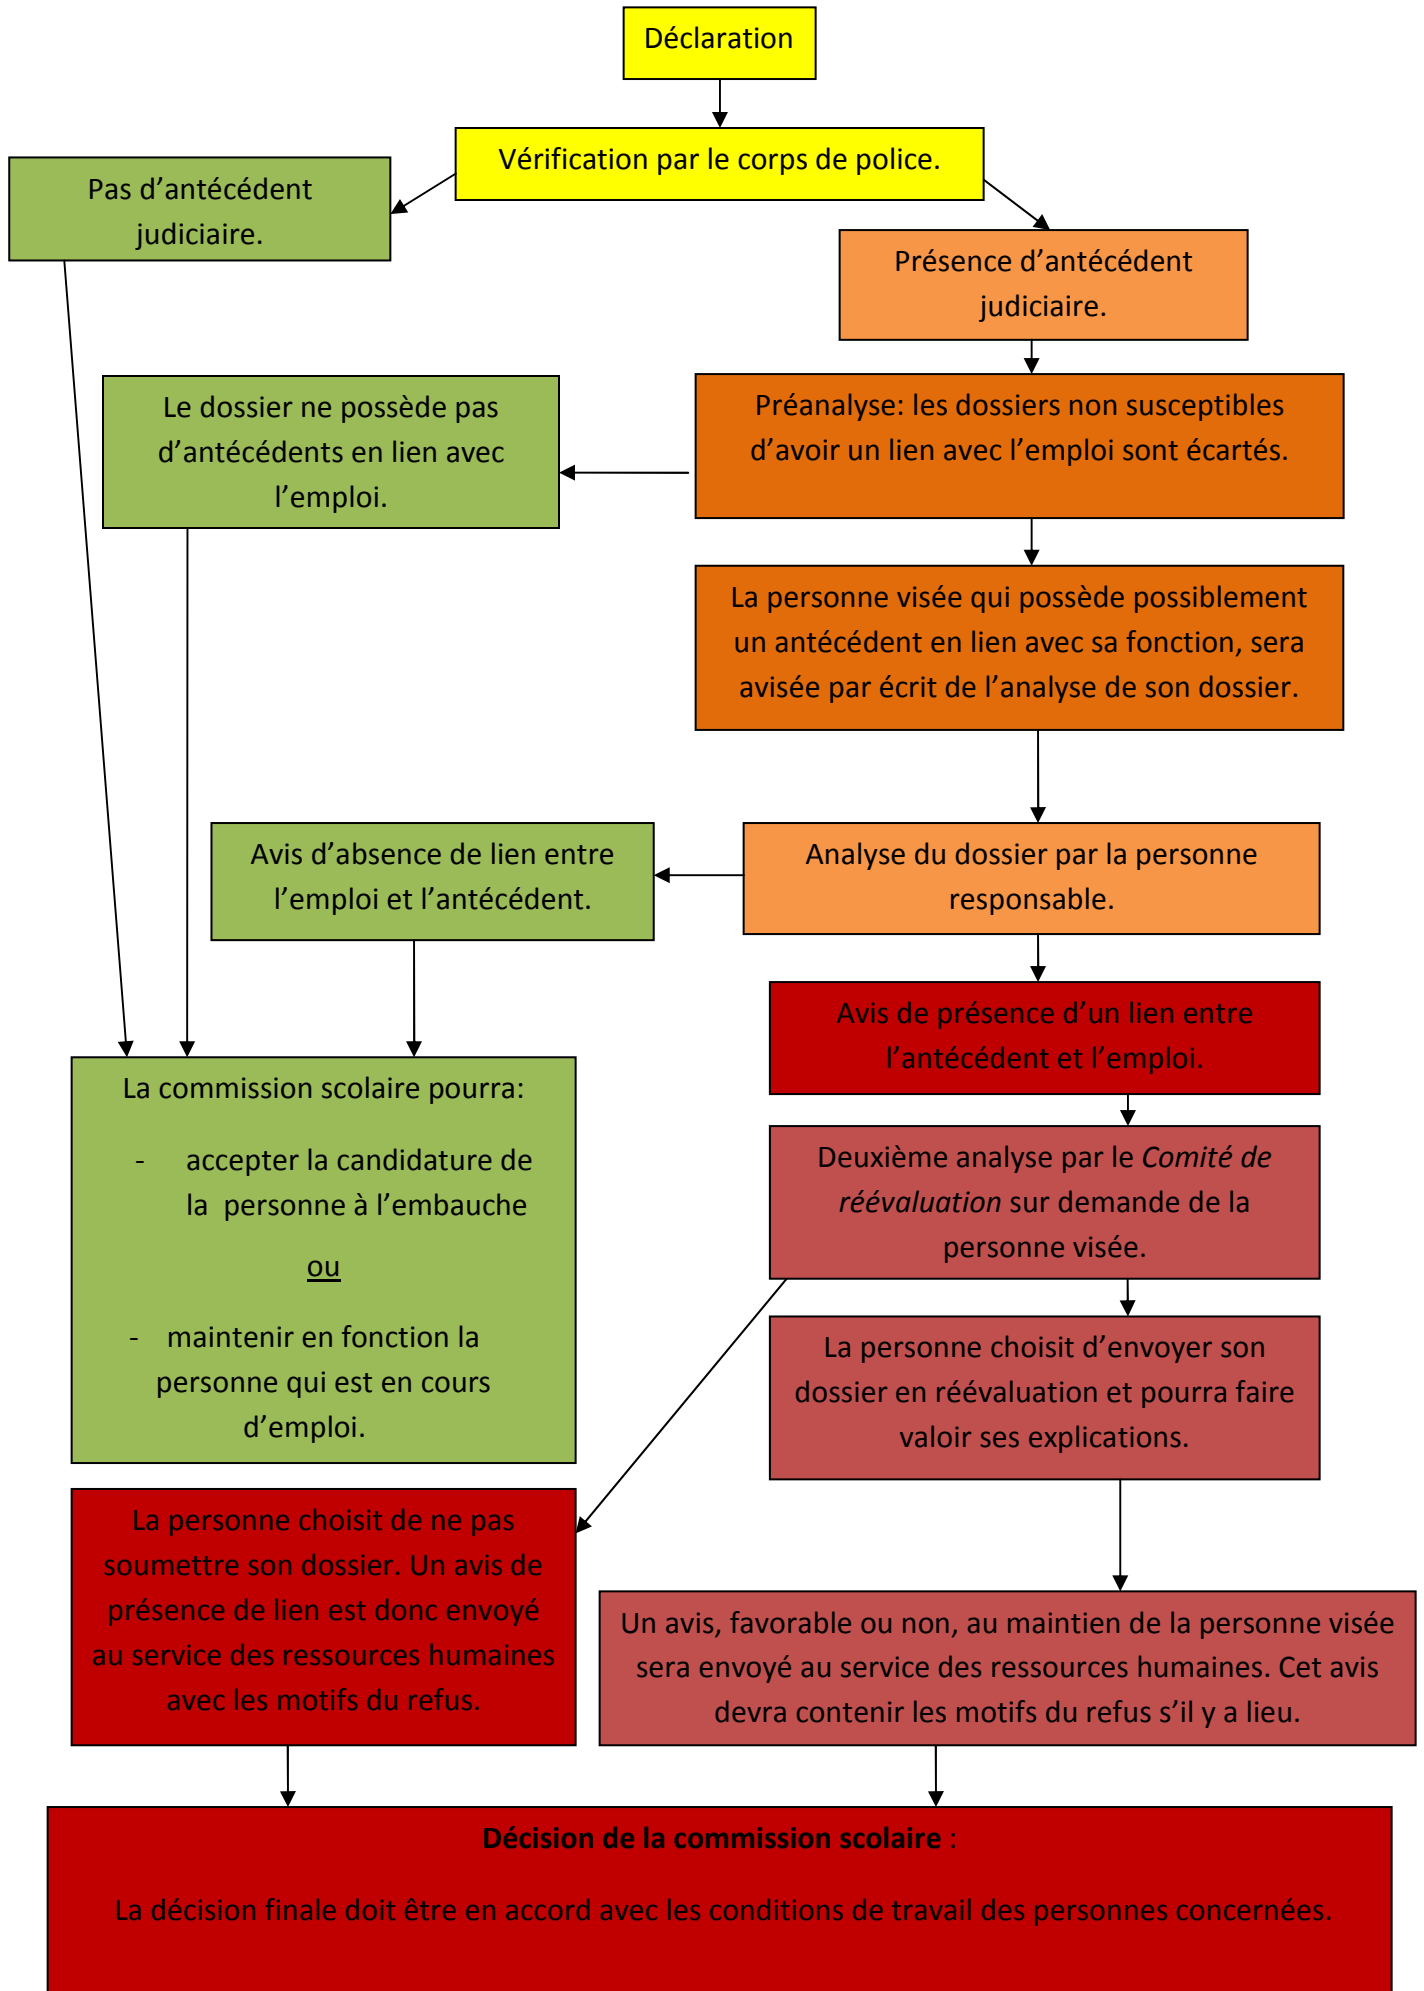 Déclaration
Vérification par le corps de police.
Pas d’antécédent
judiciaire.
Présence d’antécédent
judiciaire.
Le dossier ne possède pas
d’antécédents en lien avec
l’emploi.
Préanalyse: les dossiers non susceptibles
d’avoir un lien avec l’emploi sont écartés.
La personne visée qui possède possiblement
un antécédent en lien avec sa fonction, sera
avisée par écrit de l’analyse de son dossier.
Avis d’absence de lien entre
l’emploi et l’antécédent.
Analyse du dossier par la personne
responsable.
Avis de présence d’un lien entre
l’antécédent et l’emploi.
La commission scolaire pourra:
- accepter la candidature de
la personne à l’embauche
ou
- maintenir en fonction la
personne qui est en cours
d’emploi.
Deuxième analyse par le Comité de
réévaluation sur demande de la
personne visée.
La personne choisit d’envoyer son
dossier en réévaluation et pourra faire
valoir ses explications.
La personne choisit de ne pas
soumettre son dossier. Un avis de
présence de lien est donc envoyé
au service des ressources humaines
avec les motifs du refus.
Un avis, favorable ou non, au maintien de la personne visée
sera envoyé au service des ressources humaines. Cet avis
devra contenir les motifs du refus s’il y a lieu.
Décision de la commission scolaire :
La décision finale doit être en accord avec les conditions de travail des personnes concernées.